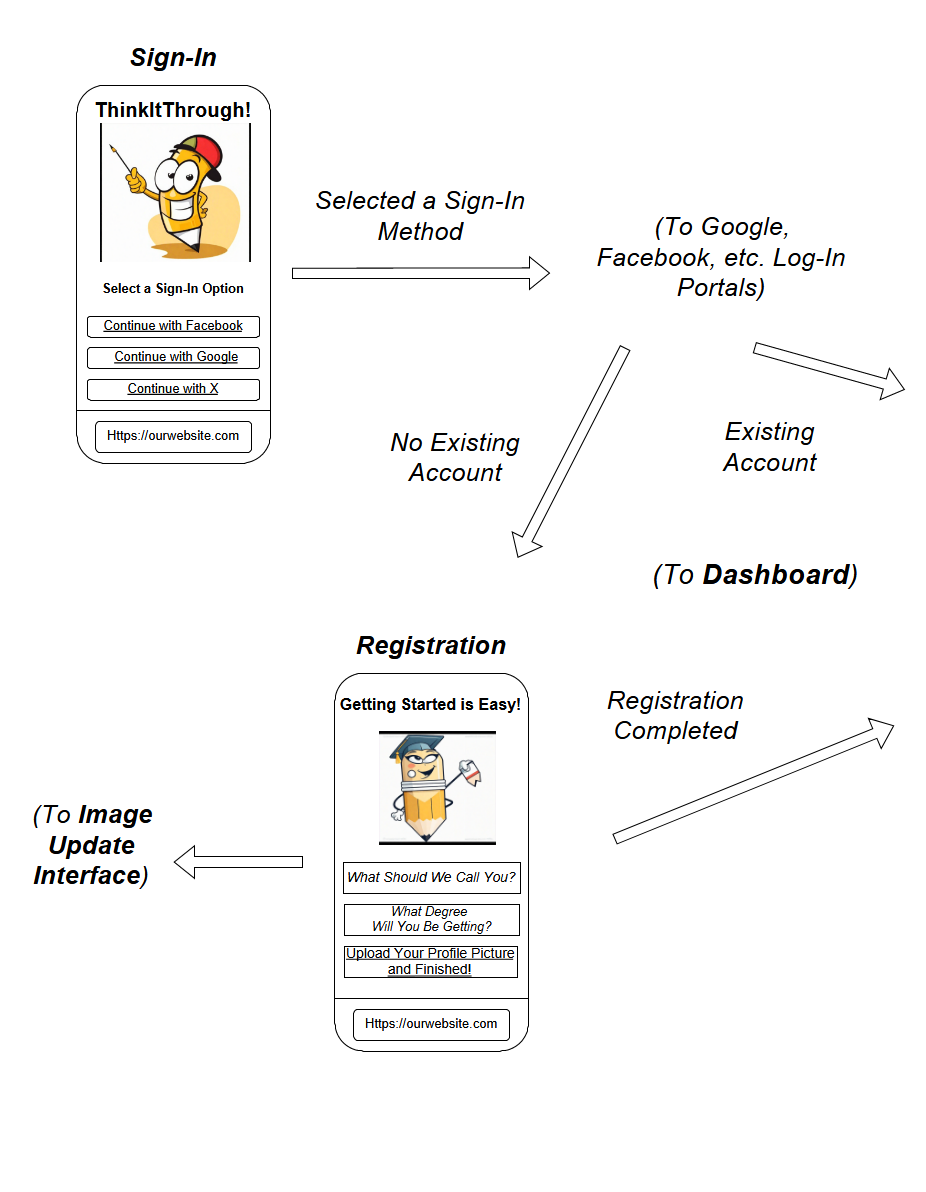 Sign-In
ThinkItThrough!
Select a Sign-In Option
Continue with Facebook
Continue with Google
Continue with X
Https://ourwebsite.com
Selected a Sign-In
Method
(To Google,
Facebook, etc. Log-In
Portals)
No Existing
Account
Existing
Account
(To Dashboard)
Registration
Getting Started is Easy!
What Should We Call You?
What Degree
Will You Be Getting?
Upload Your Profile Picture
and Finished!
Https://ourwebsite.com
Registration
Completed
(To Image
Update
Interface)